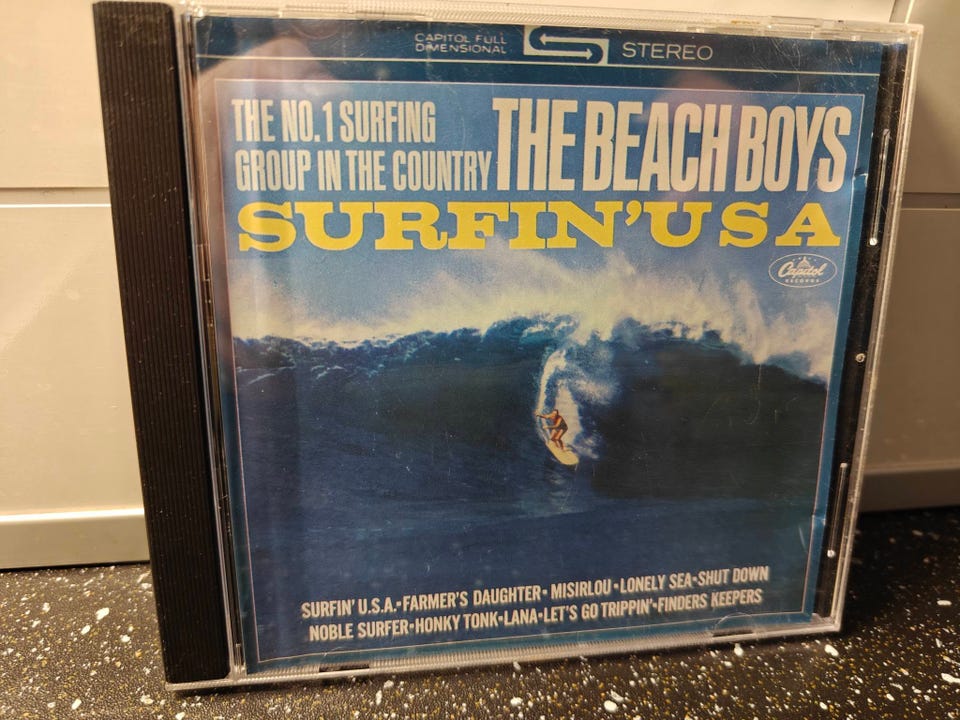 CAPITOL FULL
DIMENSIONAL
STEREO
THE NO.1 SURFING
GROUP IN THE COUNTRY
THE BEACH BOYS
SURFIN' USA
Capitol
RECORDS
SURFIN' U.S.A.•FARMER'S DAUGHTER•MISIRLOU•LONELY SEA•SHUT DOWN
NOBLE SURFER•HONKY TONK•LANA•LET'S GO TRIPPIN'•FINDERS KEEPERS